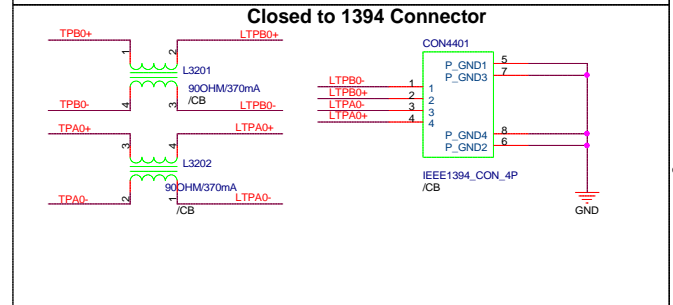 Closed to 1394 Connector
TPB0+
LTPB0+
1
2
L3201
90OHM/370mA
/CB
4
3
TPB0-
LTPB0-
TPA0+
LTPA0+
3
4
L3202
90OHM/370mA
2
1
/CB
TPA0-
LTPA0-
CON4401
LTPB0-
1
1
LTPB0+
2
2
LTPA0-
3
3
LTPA0+
4
4
P_GND1
5
P_GND3
7
P_GND4
8
P_GND2
6
IEEE1394_CON_4P
/CB
GND